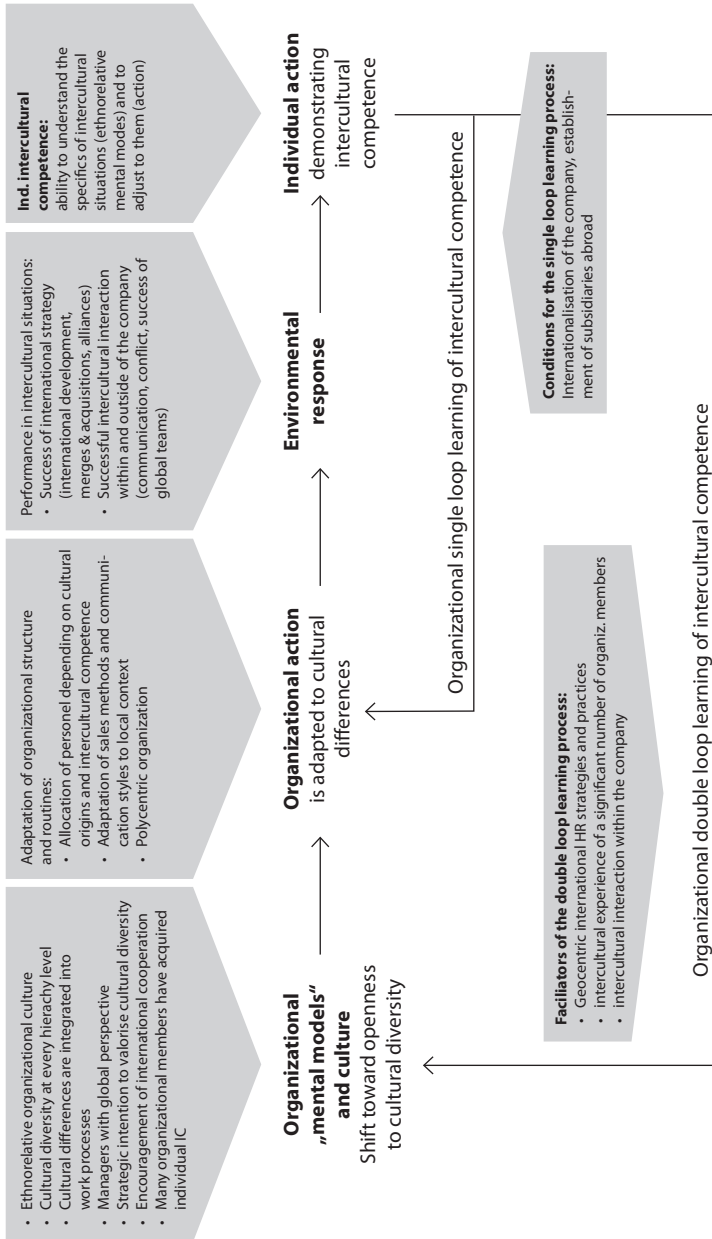 • Ethnorelative organizational culture
• Cultural diversity at every hierachy level
• Cultural differences are integrated into
work processes
• Managers with global perspective
• Strategic intention to valorise cultural diversity
• Encouragement of international cooperation
• Many organizational members have acquired
individual IC
Adaptation of organizational structure
and routines:
• Allocation of personel depending on cultural
origins and intercultural competence
• Adaptation of sales methods and communi-
cation styles to local context
• Polycentric organization
Performance in intercultural situations:
• Success of international strategy
(international development,
merges & acquisitions, alliances)
• Successful intercultural interaction
within and outside of the company
(communication, conflict, success of
global teams)
Ind. intercultural
competence:
ability to understand the
specifics of intercultural
situations (ethnorelative
mental modes) and to
adjust to them (action)
Organizational
„mental models“
and culture
Shift toward openness
to cultural diversity
Organizational action
is adapted to cultural
differences
Environmental
response
Individual action
demonstrating
intercultural
competence
Organizational single loop learning of intercultural competence
Faciliators of the double loop learning process:
• Geocentric international HR strategies and practices
• intercultural experience of a significant number of organiz. members
• intercultural interaction within the company
Conditions for the single loop learning process:
Internationalisation of the company, establish-
ment of subsidiaries abroad
Organizational double loop learning of intercultural competence